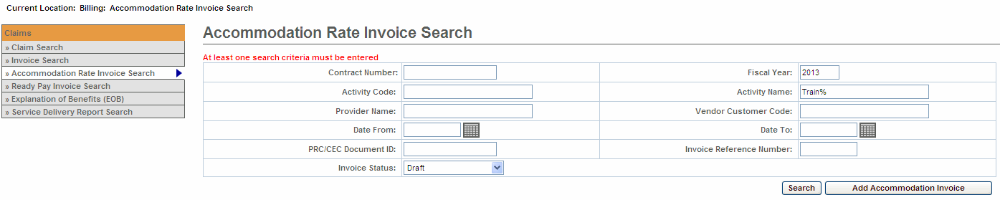 Current Location: Billing: Accommodation Rate Invoice Search
Claims
» Claim Search
» Invoice Search
» Accommodation Rate Invoice Search
» Ready Pay Invoice Search
» Explanation of Benefits (EOB)
» Service Delivery Report Search
Accommodation Rate Invoice Search
At least one search criteria must be entered
Contract Number: Fiscal Year: 2013
Activity Code: Activity Name: Train%
Provider Name: Vendor Customer Code:
Date From: Date To:
PRC/CEC Document ID: Invoice Reference Number:
Invoice Status: Draft
Search Add Accommodation Invoice